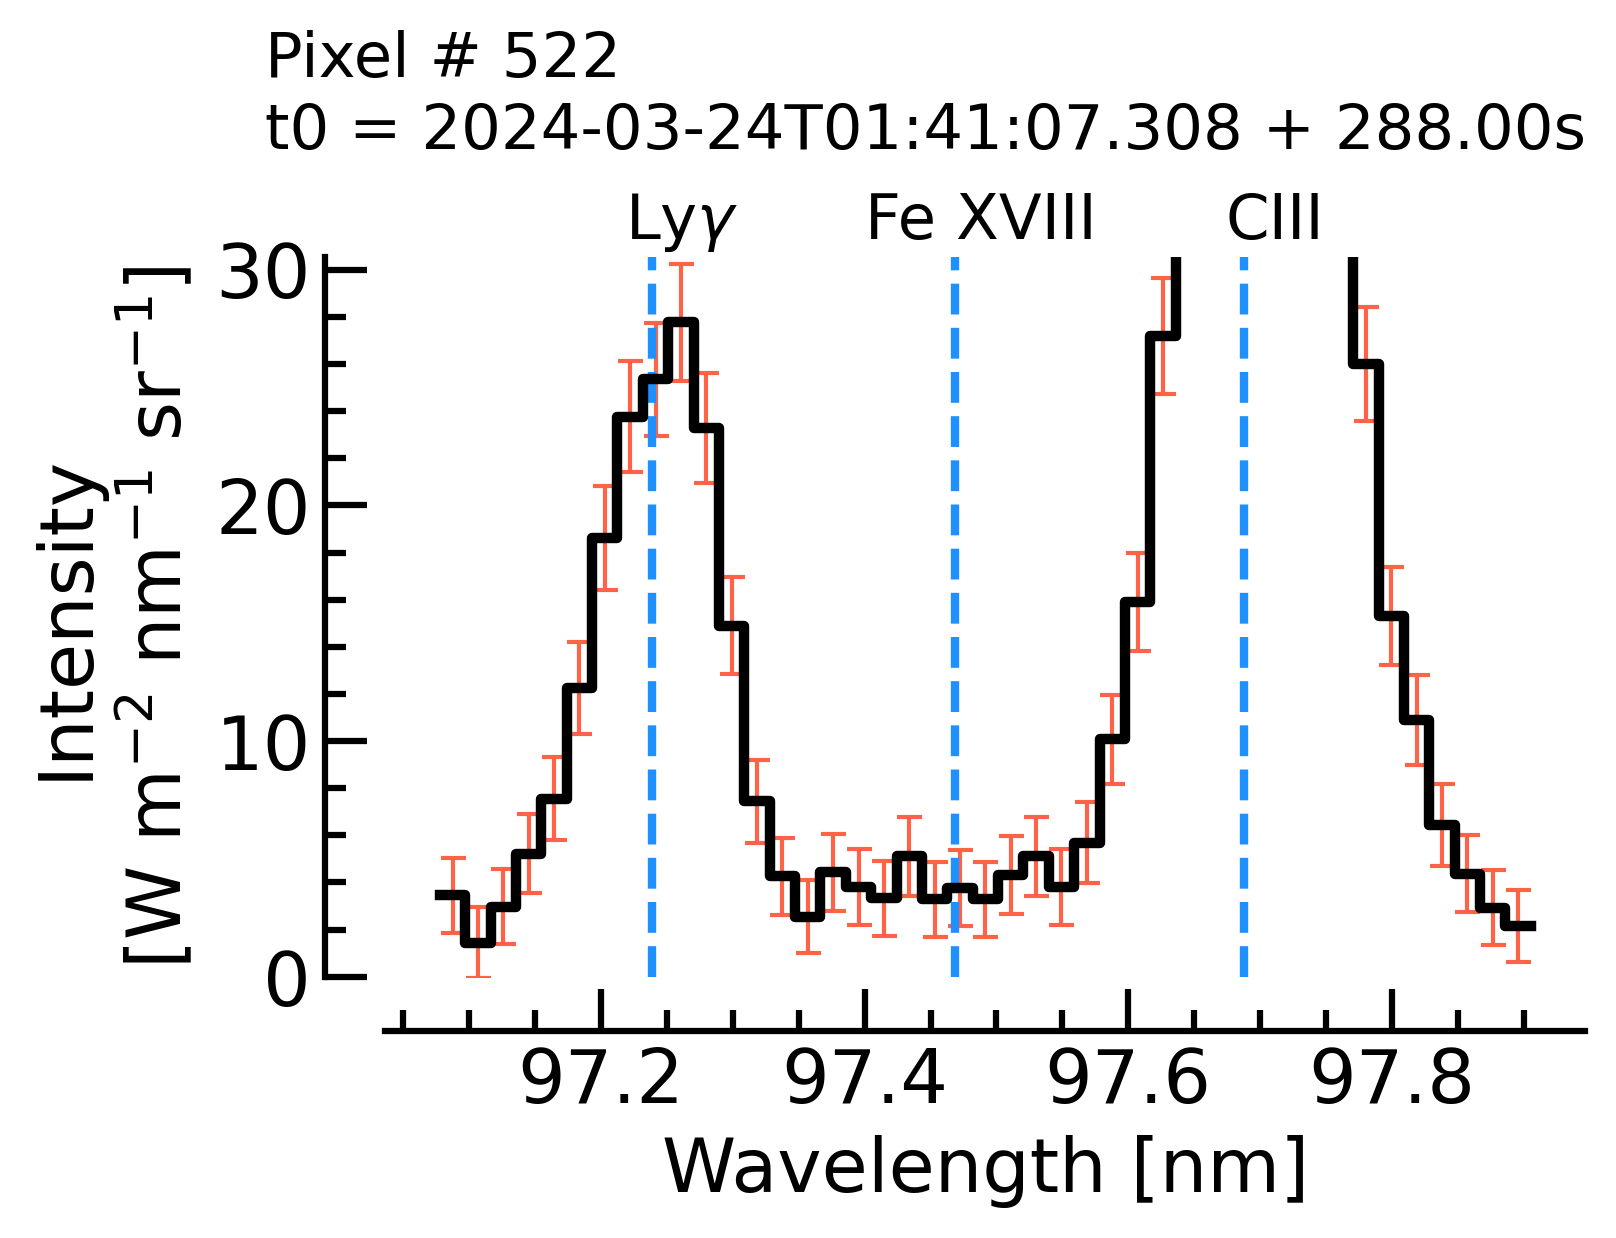 Pixel # 522
t0 = 2024-03-24T01:41:07.308 + 288.00s
Lyγ Fe XVIII CIII
Intensity
[W m⁻² nm⁻¹ sr⁻¹]
30
20
10
0
97.2 97.4 97.6 97.8
Wavelength [nm]